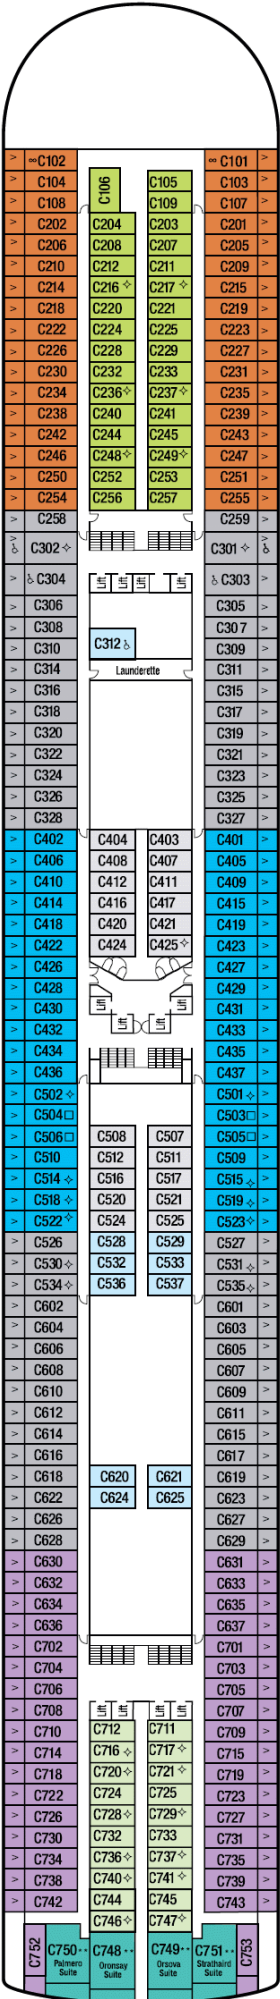 ∞C102 ∞C101
C104 C106 C105 C103
C108 C109 C107
C202 C204 C203 C201
C206 C208 C207 C205
C210 C212 C211 C209
C214 C216✧ C217✧ C215
C218 C220 C221 C219
C222 C224 C225 C223
C226 C228 C229 C227
C230 C232 C233 C231
C234 C236✧ C237✧ C235
C238 C240 C241 C239
C242 C244 C245 C243
C246 C248✧ C249✧ C247
C250 C252 C253 C251
C254 C256 C257 C255
C258 C259
C302✧ C301✧
♿C304 Lift Lift Lift Lift ♿C303
C306 C305
C308 C307
C310 C312♿ C309
C314 Launderette C311
C316 C315
C318 C317
C320 C319
C322 C321
C324 C323
C326 C325
C328 C327
C402 C404 C403 C401
C406 C408 C407 C405
C410 C412 C411 C409
C414 C416 C417 C415
C418 C420 C421 C419
C422 C424 C425✧ C423
C426 C427
C428 C429
C430 Lift Lift C431
C432 Lift Lift C433
C434 C435
C436 C437
C502✧ C501✧
C504□ C503□
C506□ C508 C507 C505□
C510 C512 C511 C509
C514✧ C516 C517 C515✧
C518✧ C520 C521 C519✧
C522✧ C524 C525 C523✧
C526 C528 C529 C527
C530✧ C532 C533 C531✧
C534✧ C536 C537 C535✧
C602 C601
C604 C603
C606 C605
C608 C607
C610 C609
C612 C611
C614 C615
C616 C617
C618 C620 C621 C619
C622 C624 C625 C623
C626 C627
C628 C629
C630 C631
C632 C633
C634 C635
C636 C637
C702 C701
C704 C703
C706 C705
C708 Lift Lift Lift Lift C707
C710 C712 C711 C709
C714 C716✧ C717✧ C715
C718 C720✧ C721✧ C719
C722 C724 C725 C723
C726 C728✧ C729✧ C727
C730 C732 C733 C731
C734 C736✧ C737✧ C735
C738 C740✧ C741✧ C739
C742 C744 C745 C743
C746✧ C747✧
C752 C750•• C748•• C749•• C751•• C753
Palmero Oronsay Orsova Strathaird
Suite Suite Suite Suite